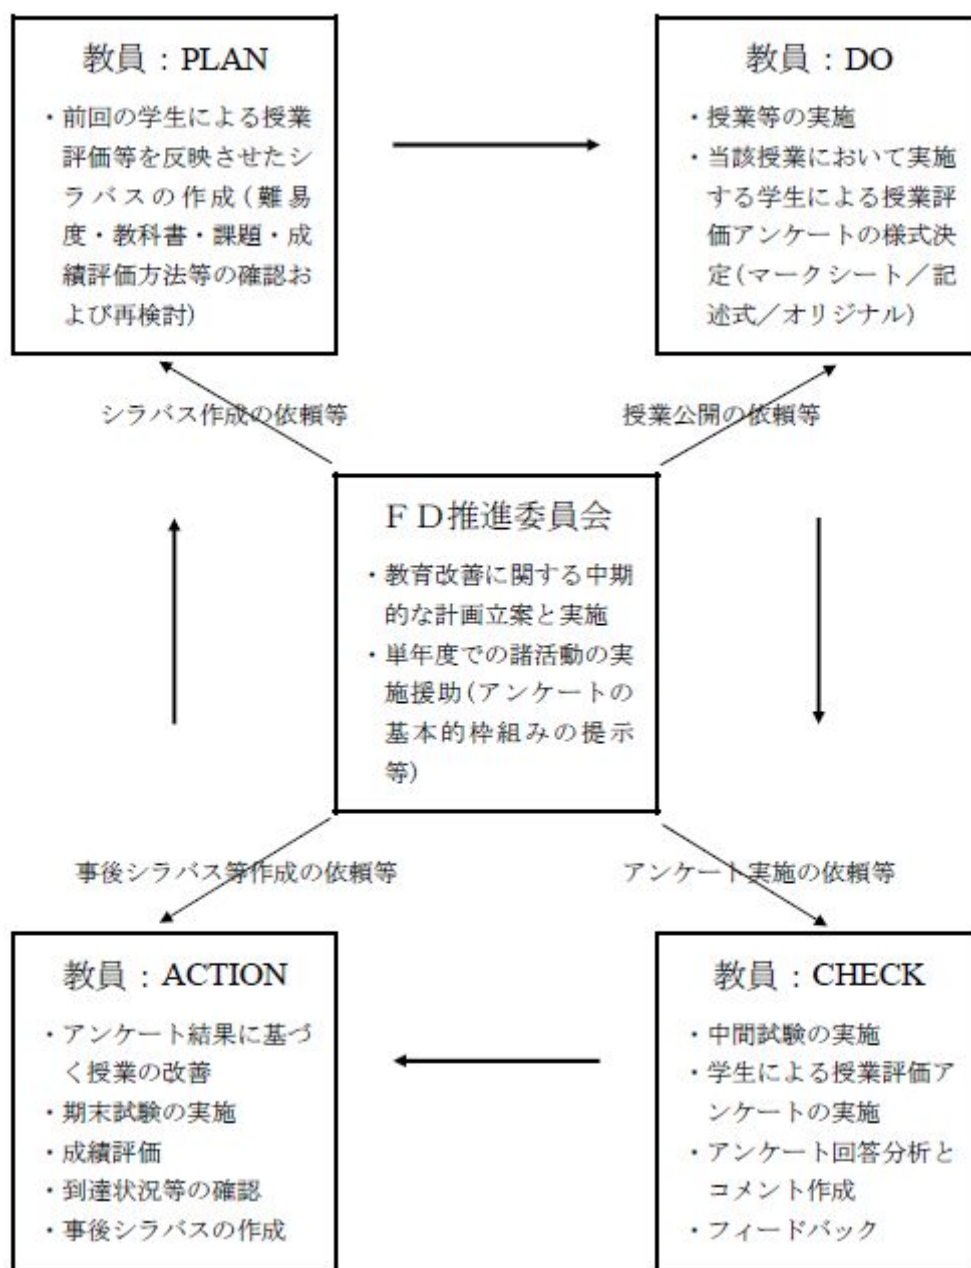 教員：PLAN
・前回の学生による授業
評価等を反映させたシ
ラバスの作成(難易
度・教科書・課題・成
績評価方法等の確認お
よび再検討)
教員：DO
・授業等の実施
・当該授業において実施
する学生による授業評
価アンケートの様式決
定(マークシート／記
述式／オリジナル)
シラバス作成の依頼等
授業公開の依頼等
ＦＤ推進委員会
・教育改善に関する中期
的な計画立案と実施
・単年度での諸活動の実
施援助(アンケートの
基本的枠組みの提示
等)
事後シラバス等作成の依頼等
アンケート実施の依頼等
教員：ACTION
・アンケート結果に基づ
く授業の改善
・期末試験の実施
・成績評価
・到達状況等の確認
・事後シラバスの作成
教員：CHECK
・中間試験の実施
・学生による授業評価ア
ンケートの実施
・アンケート回答分析と
コメント作成
・フィードバック